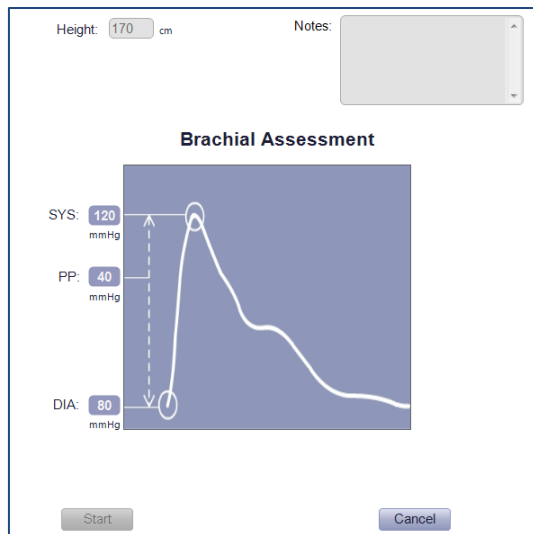 Height: 170 cm
Notes:
Brachial Assessment
SYS: 120
mmHg
PP: 40
mmHg
DIA: 80
mmHg
Start
Cancel